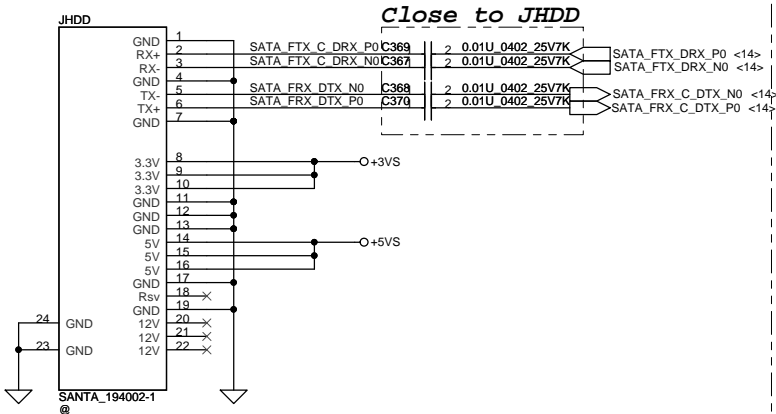 Close to JHDD
JHDD
GND 1
RX+ 2 SATA_FTX_C_DRX_P0 C369 2 0.01U_0402_25V7K SATA_FTX_DRX_P0 <14>
RX- 3 SATA_FTX_C_DRX_N0 C367 2 0.01U_0402_25V7K SATA_FTX_DRX_N0 <14>
GND 4
TX- 5 SATA_FRX_DTX_N0 C368 2 0.01U_0402_25V7K SATA_FRX_C_DTX_N0 <14>
TX+ 6 SATA_FRX_DTX_P0 C370 2 0.01U_0402_25V7K SATA_FRX_C_DTX_P0 <14>
GND 7
3.3V 8 +3VS
3.3V 9
3.3V 10
GND 11
GND 12
GND 13
5V 14 +5VS
5V 15
5V 16
GND 17
Rsv 18
GND 19
24 GND 12V 20
12V 21
23 GND 12V 22
SANTA_194002-1
@